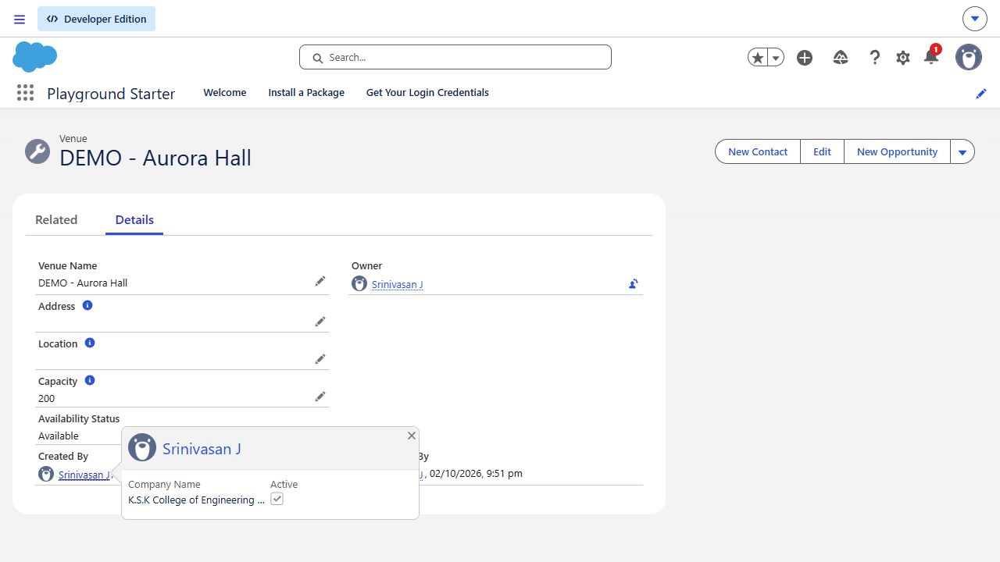 Developer Edition
Search...
1
Playground Starter
Welcome
Install a Package
Get Your Login Credentials
Venue
DEMO - Aurora Hall
New Contact
Edit
New Opportunity
Related
Details
Venue Name
DEMO - Aurora Hall
Owner
Srinivasan J
Address
Location
Capacity
200
Availability Status
Available
Created By
Srinivasan J,
By
J, 02/10/2026, 9:51 pm
Srinivasan J
Company Name
Active
K.S.K College of Engineering ...